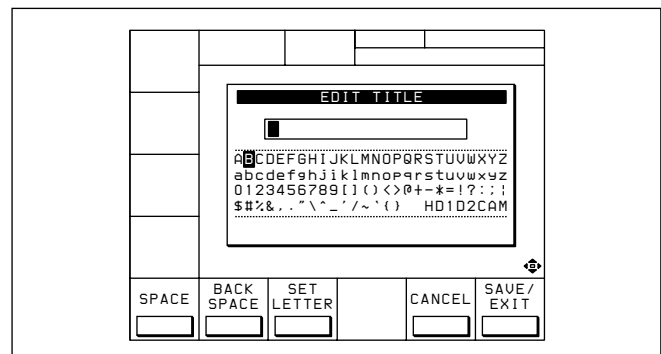 EDIT TITLE
ABCDEFGHIJKLMNOPQRSTUVWXYZ
abcdefghijklmnopqrstuvwxyz
0123456789[]()<>@+-*=!?:;¦
$#%&,."\^_'/~`{} HD1D2CAM
SPACE
BACK SPACE
SET LETTER
CANCEL
SAVE/ EXIT